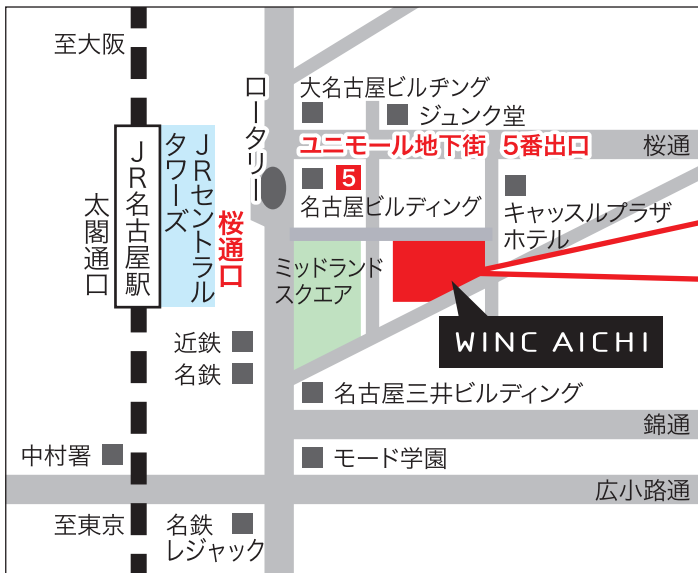 至大阪
大名古屋ビルヂング
ジュンク堂
ロータリー
ユニモール地下街 5番出口
桜通
JR名古屋駅
JRセントラル
タワーズ
太閤通口
桜通口
5
名古屋ビルディング
キャッスルプラザ
ホテル
ミッドランド
スクエア
WINC AICHI
近鉄
名鉄
名古屋三井ビルディング
錦通
中村署
モード学園
広小路通
至東京
名鉄
レジャック